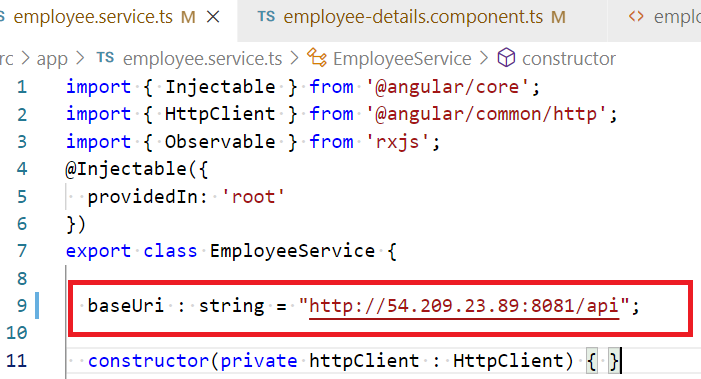 employee.service.ts M TS employee-details.component.ts M <> emplo
rc > app > TS employee.service.ts > EmployeeService > constructor
1 import { Injectable } from '@angular/core';
2 import { HttpClient } from '@angular/common/http';
3 import { Observable } from 'rxjs';
4 @Injectable({
5 providedIn: 'root'
6 })
7 export class EmployeeService {
8
9 baseUri : string = "http://54.209.23.89:8081/api";
10
11 constructor(private httpClient : HttpClient) { }